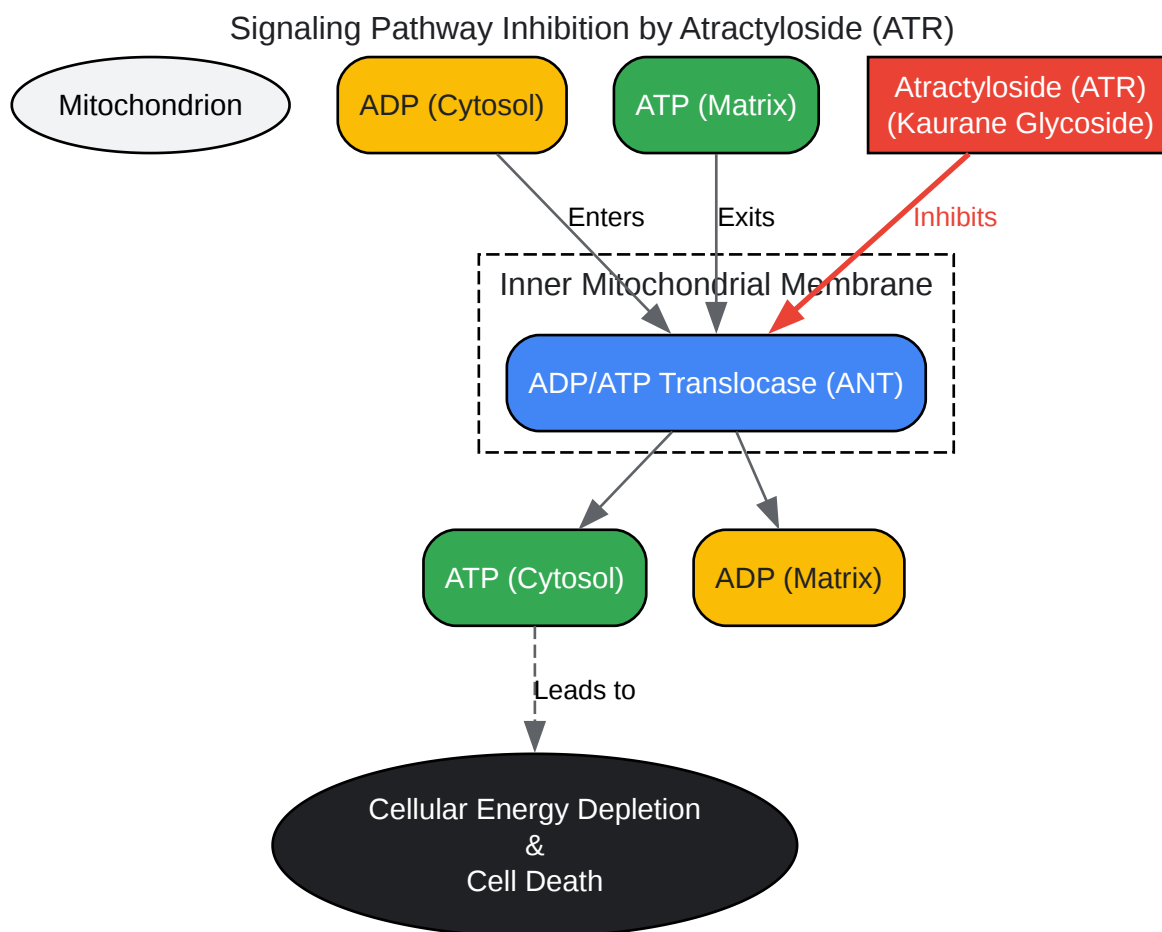 Signaling Pathway Inhibition by Atractyloside (ATR)
Mitochondrion
ADP (Cytosol)
ATP (Matrix)
Atractyloside (ATR)
(Kaurane Glycoside)
Enters
Exits
Inhibits
Inner Mitochondrial Membrane
ADP/ATP Translocase (ANT)
ATP (Cytosol)
ADP (Matrix)
Leads to
Cellular Energy Depletion
&
Cell Death